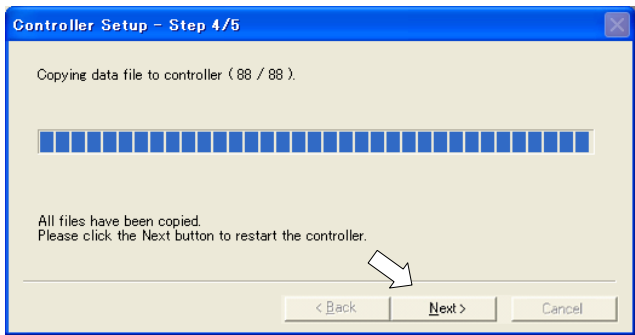 Controller Setup - Step 4/5
Copying data file to controller ( 88 / 88 ).
All files have been copied.
Please click the Next button to restart the controller.
< Back Next > Cancel